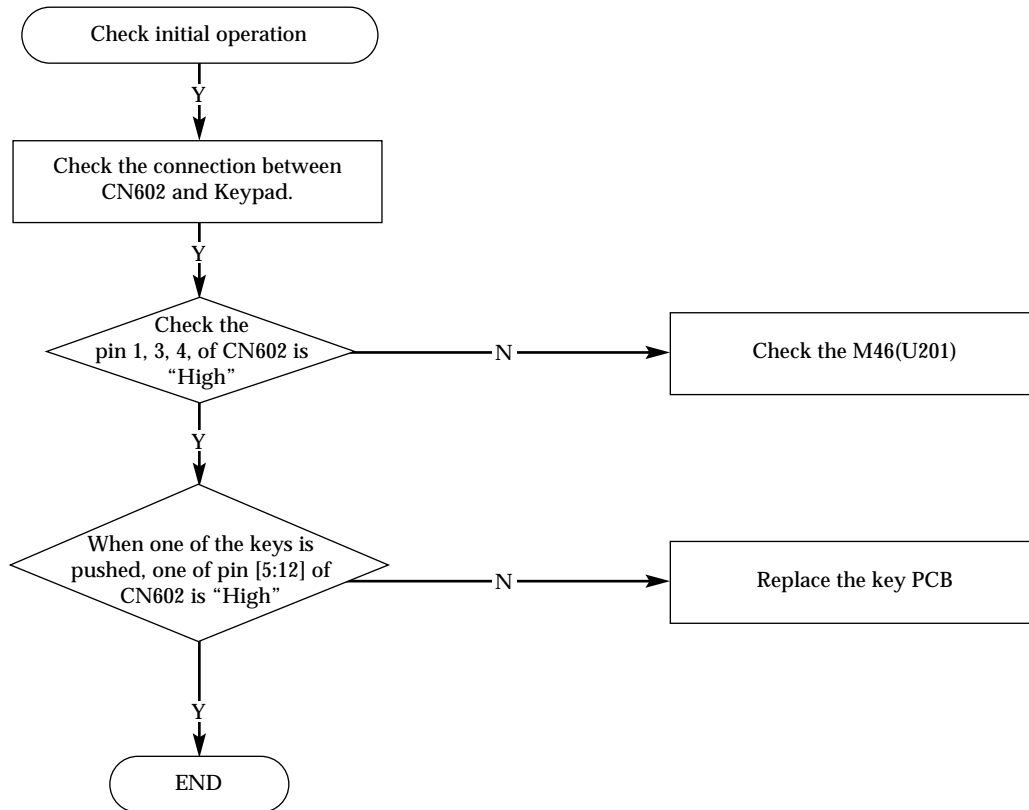 Check initial operation
Y
Check the connection between
CN602 and Keypad.
Y
Check the
pin 1, 3, 4, of CN602 is
“High”
N
Check the M46(U201)
Y
When one of the keys is
pushed, one of pin [5:12] of
CN602 is “High”
N
Replace the key PCB
Y
END